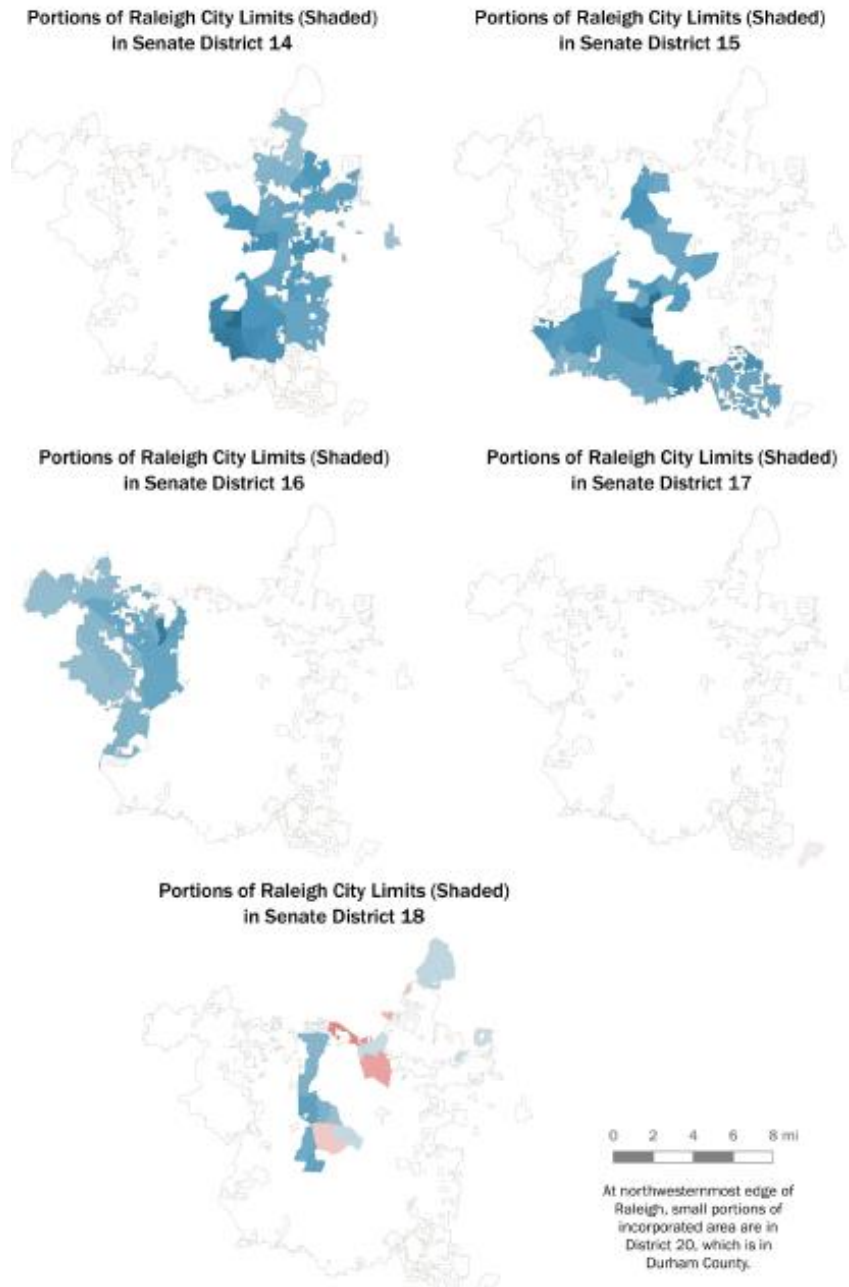 Portions of Raleigh City Limits (Shaded)
in Senate District 14
Portions of Raleigh City Limits (Shaded)
in Senate District 15
Portions of Raleigh City Limits (Shaded)
in Senate District 16
Portions of Raleigh City Limits (Shaded)
in Senate District 17
Portions of Raleigh City Limits (Shaded)
in Senate District 18
0 2 4 6 8 mi
At northwesternmost edge of
Raleigh, small portions of
incorporated area are in
District 20, which is in
Durham County.